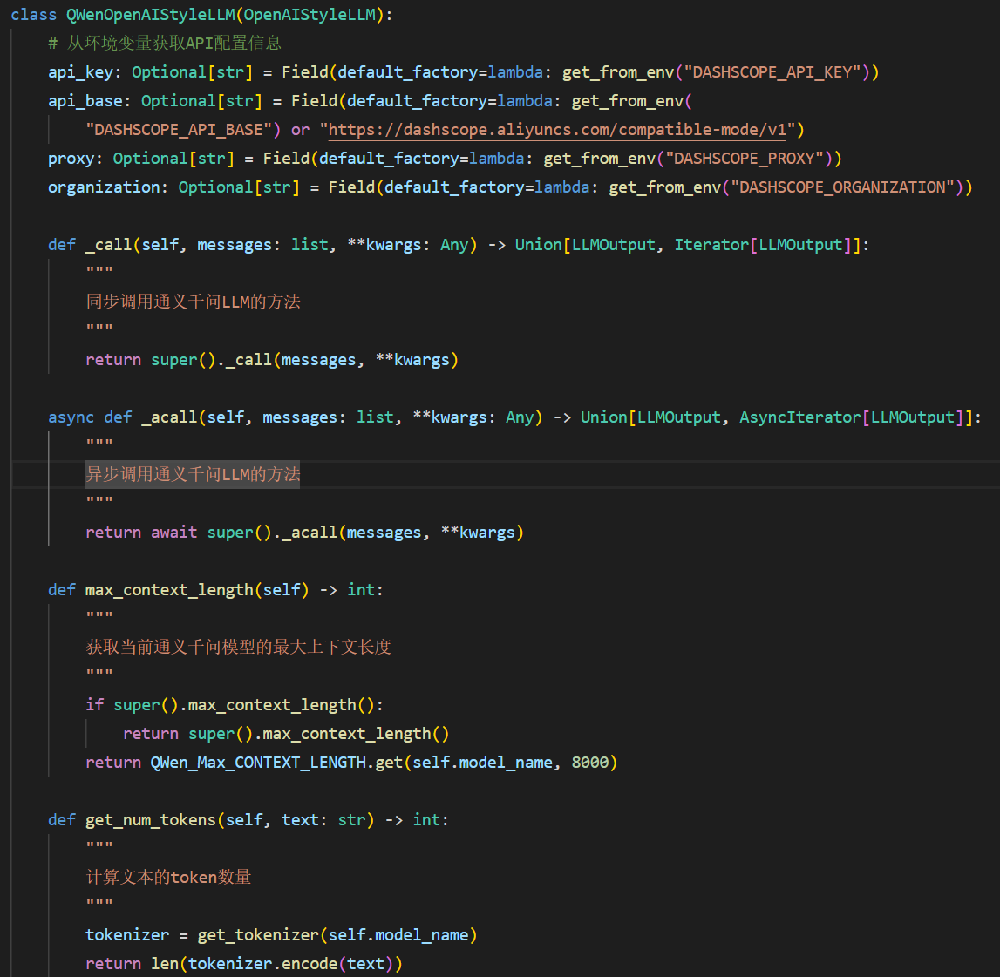 class QWenOpenAIStyleLLM(OpenAIStyleLLM):
    # 从环境变量获取API配置信息
    api_key: Optional[str] = Field(default_factory=lambda: get_from_env("DASHSCOPE_API_KEY"))
    api_base: Optional[str] = Field(default_factory=lambda: get_from_env(
        "DASHSCOPE_API_BASE") or "https://dashscope.aliyuncs.com/compatible-mode/v1")
    proxy: Optional[str] = Field(default_factory=lambda: get_from_env("DASHSCOPE_PROXY"))
    organization: Optional[str] = Field(default_factory=lambda: get_from_env("DASHSCOPE_ORGANIZATION"))

    def _call(self, messages: list, **kwargs: Any) -> Union[LLMOutput, Iterator[LLMOutput]]:
        """
        同步调用通义千问LLM的方法
        """
        return super()._call(messages, **kwargs)

    async def _acall(self, messages: list, **kwargs: Any) -> Union[LLMOutput, AsyncIterator[LLMOutput]]:
        """
        异步调用通义千问LLM的方法
        """
        return await super()._acall(messages, **kwargs)

    def max_context_length(self) -> int:
        """
        获取当前通义千问模型的最大上下文长度
        """
        if super().max_context_length():
            return super().max_context_length()
        return QWen_Max_CONTEXT_LENGTH.get(self.model_name, 8000)

    def get_num_tokens(self, text: str) -> int:
        """
        计算文本的token数量
        """
        tokenizer = get_tokenizer(self.model_name)
        return len(tokenizer.encode(text))